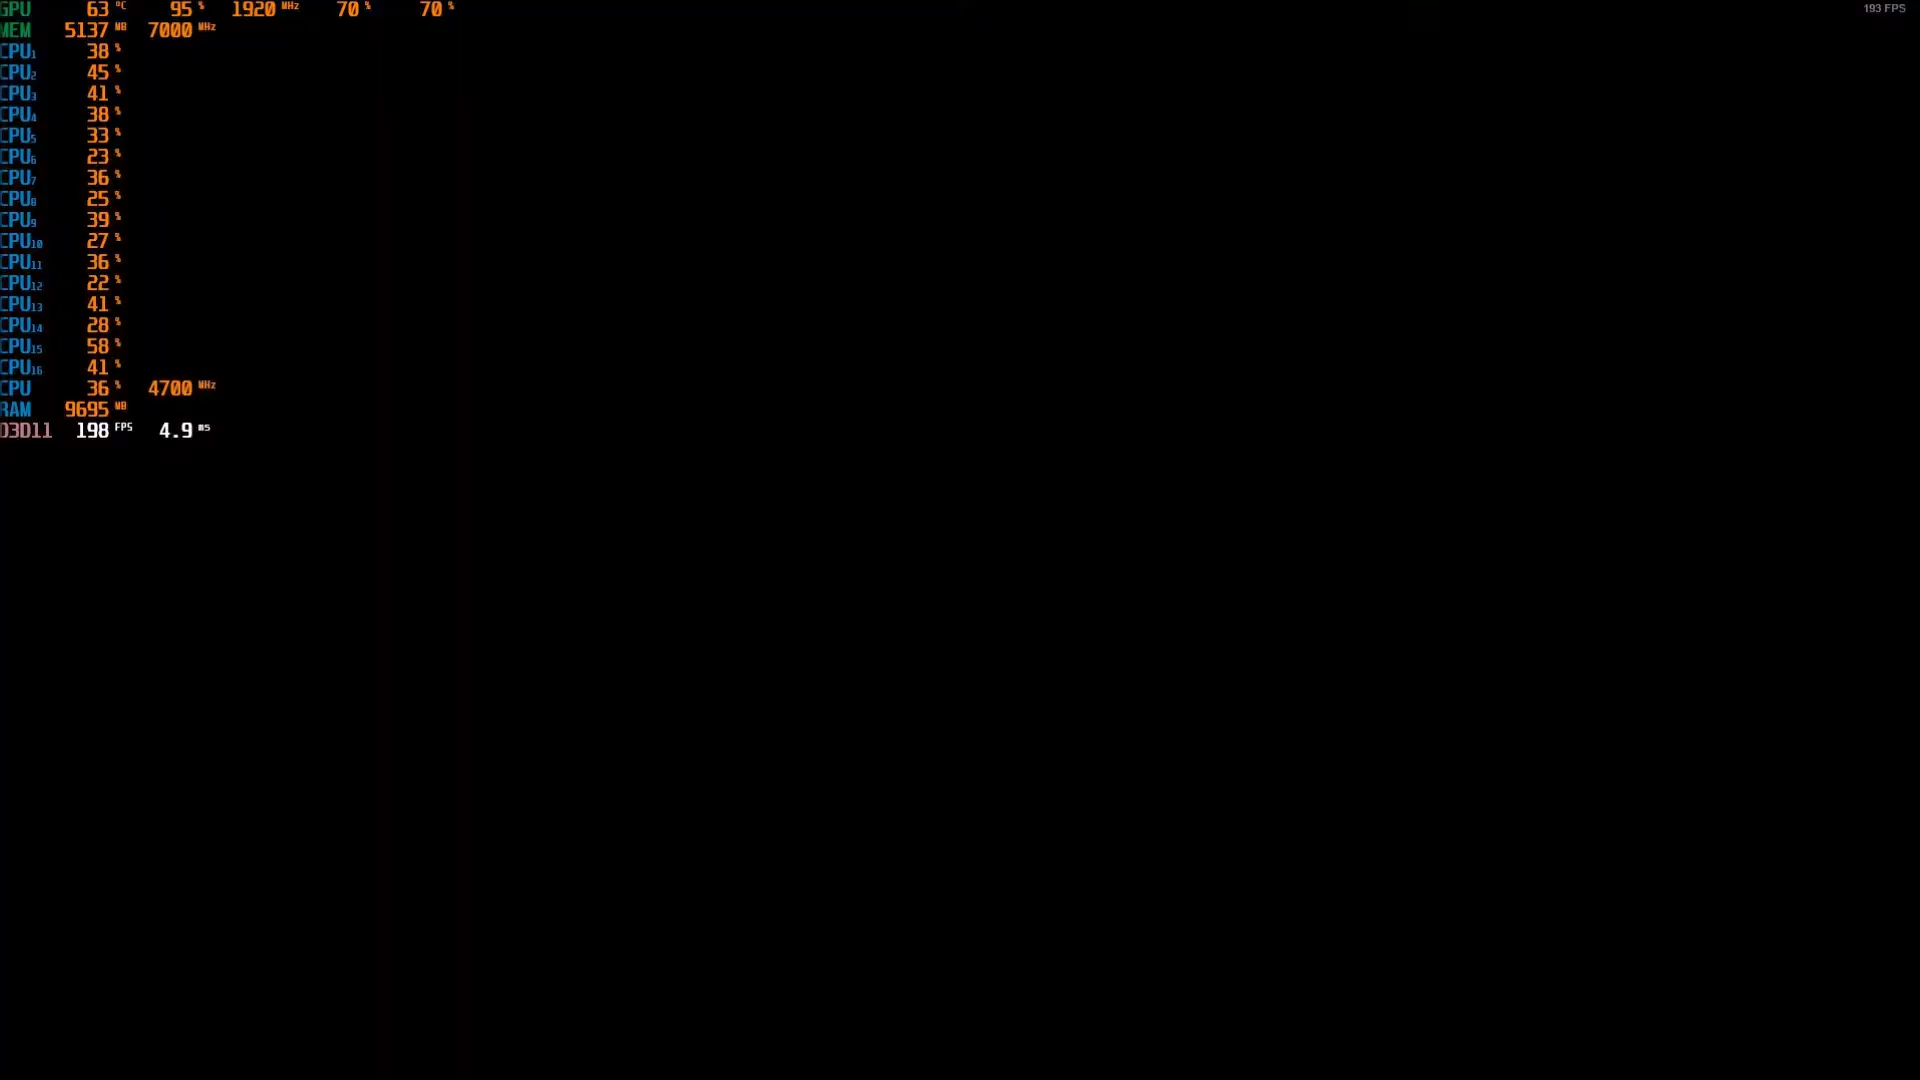 GPU 63 °C 95 % 1920 MHz 70 % 70 % 193 FPS
MEM 5137 MB 7000 MHz
CPU1 38 %
CPU2 45 %
CPU3 41 %
CPU4 38 %
CPU5 33 %
CPU6 23 %
CPU7 36 %
CPU8 25 %
CPU9 39 %
CPU10 27 %
CPU11 36 %
CPU12 22 %
CPU13 41 %
CPU14 28 %
CPU15 58 %
CPU16 41 %
CPU 36 % 4700 MHz
RAM 9695 MB
D3D11 198 FPS 4.9 ms